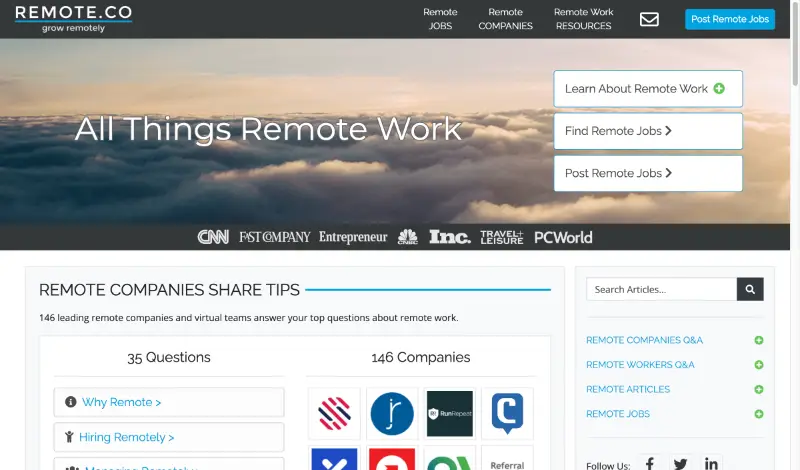 REMOTE.CO
grow remotely
Remote
JOBS
Remote
COMPANIES
Remote Work
RESOURCES
Post Remote Jobs
All Things Remote Work
Learn About Remote Work
Find Remote Jobs
Post Remote Jobs
CNN FAST COMPANY Entrepreneur CNBC Inc. TRAVEL+ LEISURE PCWorld
REMOTE COMPANIES SHARE TIPS
146 leading remote companies and virtual teams answer your top questions about remote work.
35 Questions
Why Remote >
Hiring Remotely >
Managing Remotely >
146 Companies
jr
RunRepeat
C
Referral
Search Articles...
REMOTE COMPANIES Q&A
REMOTE WORKERS Q&A
REMOTE ARTICLES
REMOTE JOBS
Follow Us: